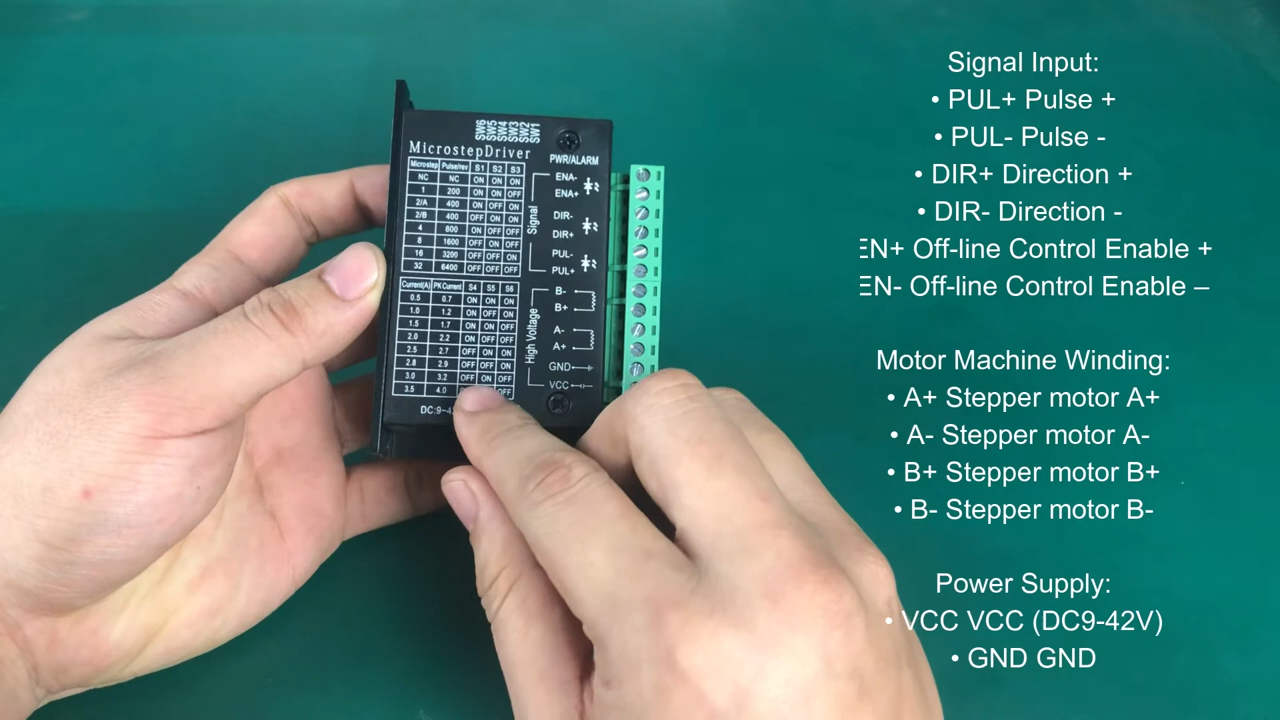 SW6
SW5
SW4
SW3
SW2
SW1
MicrostepDriver
PWR/ALARM
Microstep Pulse/rev S1 S2 S3
NC NC ON ON ON
1 200 ON ON OFF
2/A 400 ON OFF ON
2/B 400 OFF ON ON
4 800 ON OFF OFF
8 1600 OFF ON OFF
16 3200 OFF OFF ON
32 6400 OFF OFF OFF
Current(A) PK Current S4 S5 S6
0.5 0.7 ON ON ON
1.0 1.2 ON OFF ON
1.5 1.7 ON ON OFF
2.0 2.2 ON OFF OFF
2.5 2.7 OFF ON ON
2.8 2.9 OFF OFF ON
3.0 3.2 OFF ON OFF
3.5 4.0 OFF
DC:9-4
Signal
ENA-
ENA+
DIR-
DIR+
PUL-
PUL+
High Voltage
B-
B+
A-
A+
GND
VCC
Signal Input:
• PUL+ Pulse +
• PUL- Pulse -
• DIR+ Direction +
• DIR- Direction -
EN+ Off-line Control Enable +
EN- Off-line Control Enable –
Motor Machine Winding:
• A+ Stepper motor A+
• A- Stepper motor A-
• B+ Stepper motor B+
• B- Stepper motor B-
Power Supply:
• VCC VCC (DC9-42V)
• GND GND